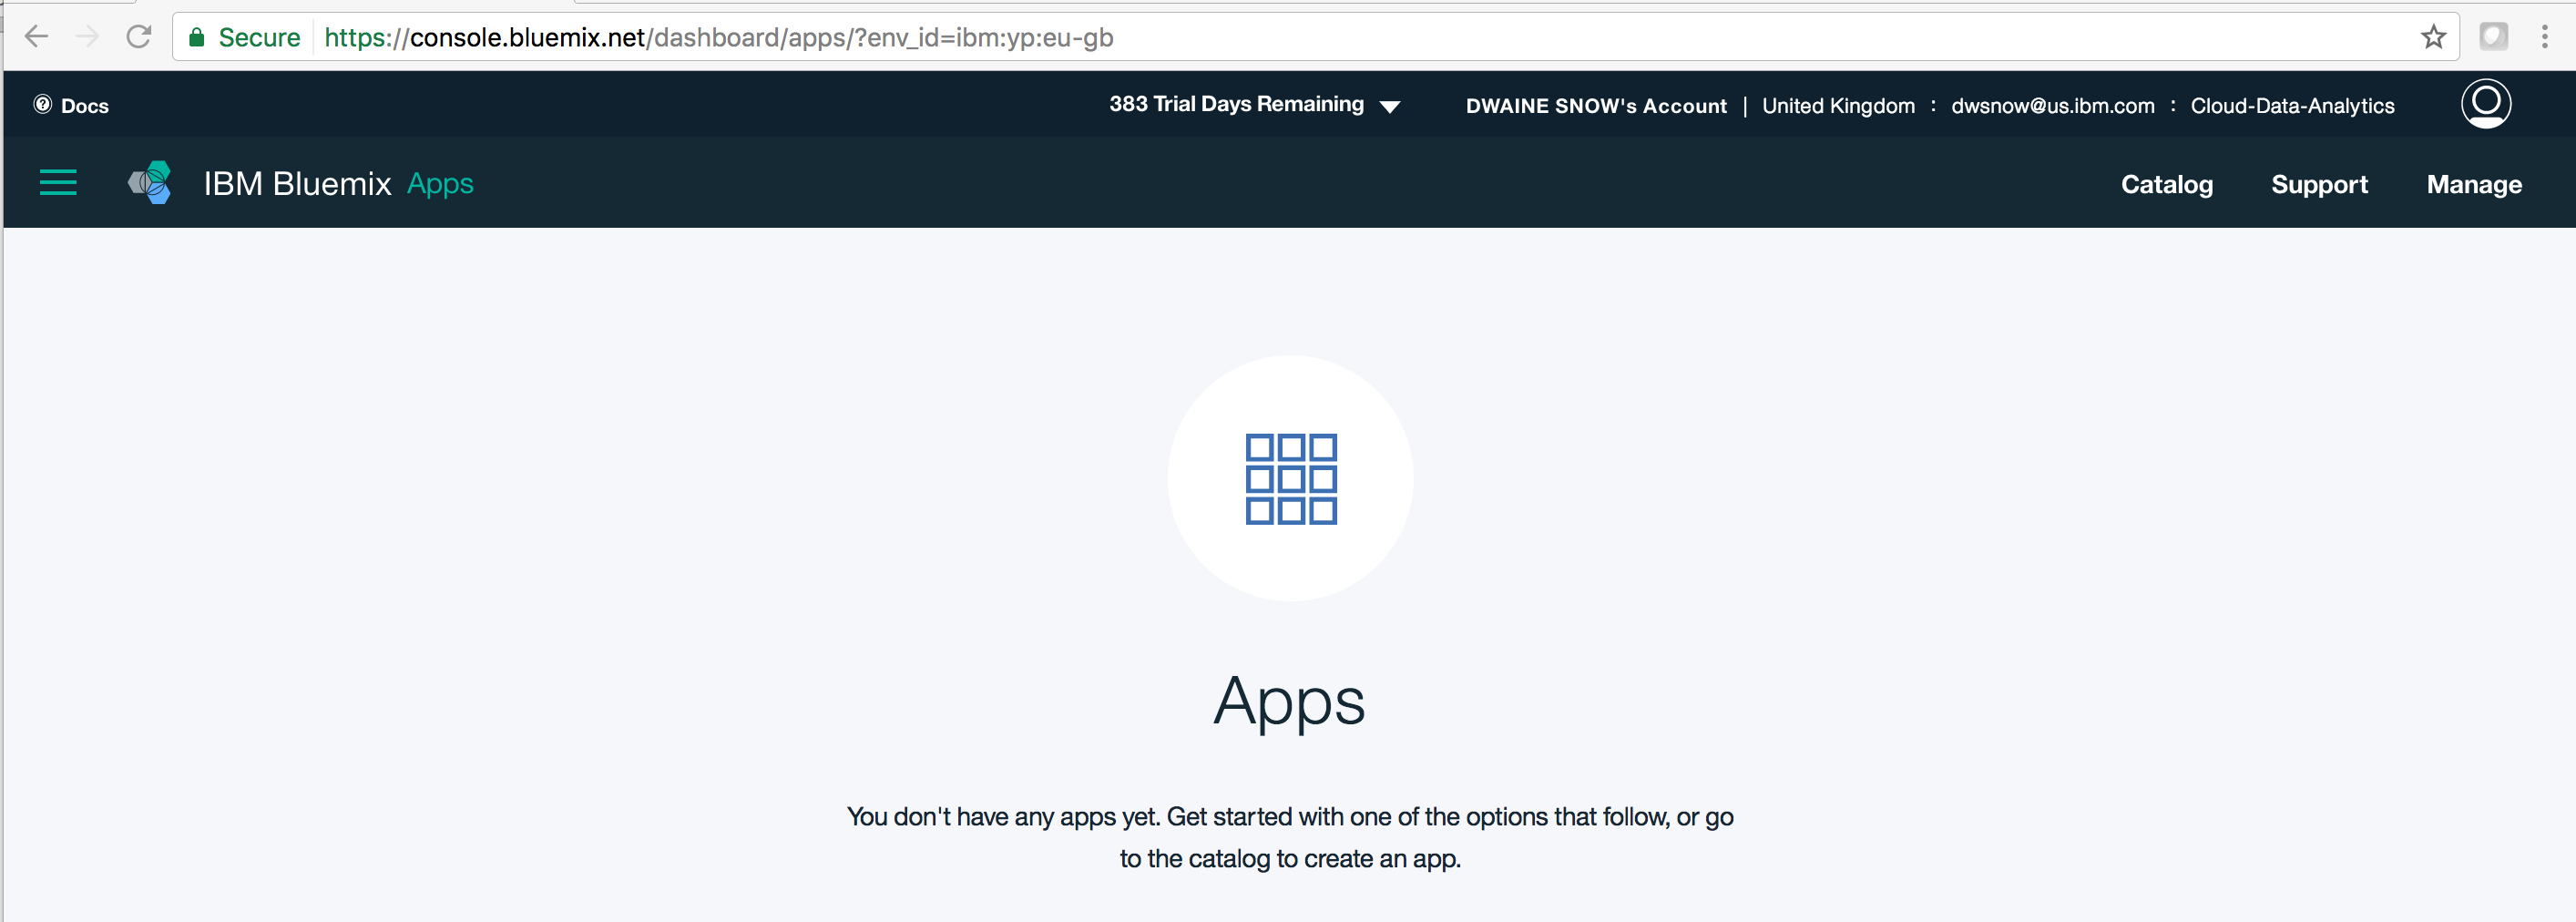 Secure https://console.bluemix.net/dashboard/apps/?env_id=ibm:yp:eu-gb
Docs 383 Trial Days Remaining DWAINE SNOW's Account | United Kingdom : dwsnow@us.ibm.com : Cloud-Data-Analytics
IBM Bluemix Apps Catalog Support Manage
Apps
You don't have any apps yet. Get started with one of the options that follow, or go
to the catalog to create an app.